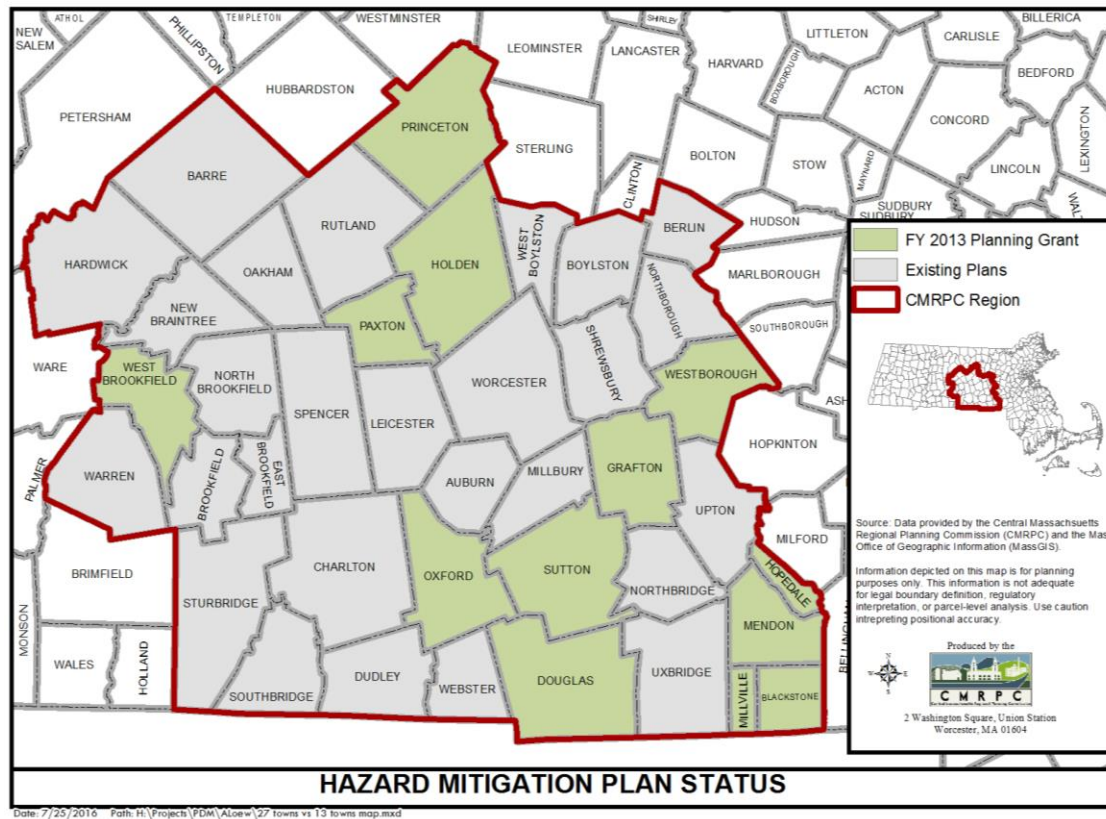 ATHOL
TEMPLETON
WESTMINSTER
SHIRLEY
LITTLETON
CARLISLE
BILLERICA
NEW
SALEM
PHILLIPSTON
LEOMINSTER
LANCASTER
HARVARD
BOXBOROUGH
ACTON
BEDFORD
HUBBARDSTON
PETERSHAM
PRINCETON
STERLING
BOLTON
STOW
MAYNARD
CONCORD
LINCOLN
LEXINGTON
CLINTON
BARRE
RUTLAND
HOLDEN
WEST
BOYLSTON
BOYLSTON
BERLIN
HUDSON
SUDBURY
SUDBURY
HARDWICK
OAKHAM
NORTHBOROUGH
MARLBOROUGH
NEW
BRAINTREE
PAXTON
SHREWSBURY
SOUTHBOROUGH
WARE
WEST
BROOKFIELD
NORTH
BROOKFIELD
SPENCER
LEICESTER
WORCESTER
WESTBOROUGH
ASH
HOPKINTON
PALMER
WARREN
BROOKFIELD
EAST
BROOKFIELD
AUBURN
MILLBURY
GRAFTON
UPTON
MILFORD
BRIMFIELD
STURBRIDGE
CHARLTON
OXFORD
SUTTON
NORTHBRIDGE
HOPEDALE
MENDON
BELLINGHAM
MONSON
WALES
HOLLAND
SOUTHBRIDGE
DUDLEY
WEBSTER
DOUGLAS
UXBRIDGE
MILLVILLE
BLACKSTONE
FY 2013 Planning Grant
Existing Plans
CMRPC Region
Source: Data provided by the Central Massachusetts
Regional Planning Commission (CMRPC) and the Mas
Office of Geographic Information (MassGIS).
Information depicted on this map is for planning
purposes only. This information is not adequate
for legal boundary definition, regulatory
interpretation, or parcel-level analysis. Use caution
intrepreting positional accuracy.
Produced by the
N
W
E
S
CMRPC
2 Washington Square, Union Station
Worcester, MA 01604
HAZARD MITIGATION PLAN STATUS
Date: 7/25/2016 Path: H:\Projects\PDM\ALoew\27 towns vs 13 towns map.mxd